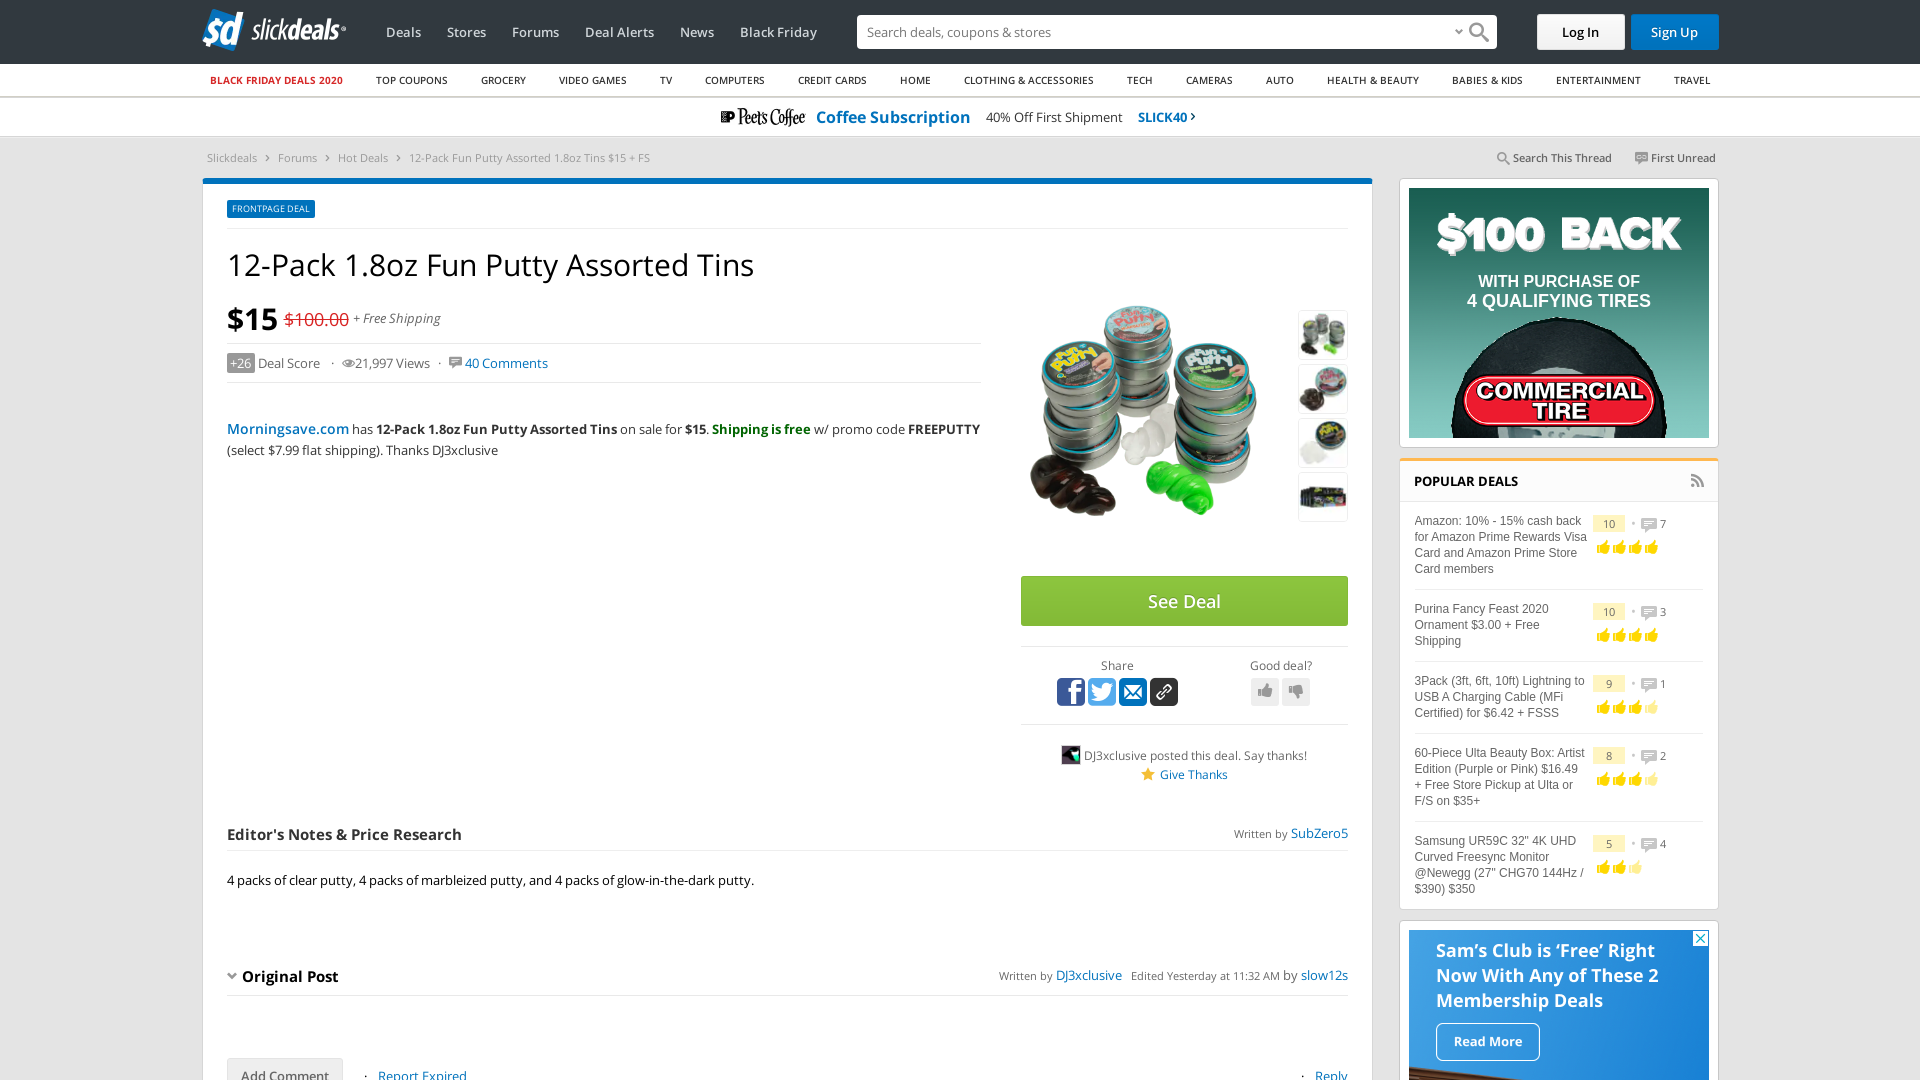 sd slickdeals®
Deals Stores Forums Deal Alerts News Black Friday
Search deals, coupons & shopping
Log In
Sign Up
BLACK FRIDAY DEALS 2020 TOP COUPONS GROCERY VIDEO GAMES TV COMPUTERS CREDIT CARDS HOME CLOTHING & ACCESSORIES TECH CAMERAS AUTO HEALTH & BEAUTY BABIES & KIDS ENTERTAINMENT TRAVEL
Peet's Coffee Coffee Subscription 40% Off First Shipment SLICK40
Slickdeals Forums Hot Deals 12-Pack Fun Putty Assorted 1.8oz Tins $15 + FS
Search This Thread First Unread
FRONTPAGE DEAL
12-Pack 1.8oz Fun Putty Assorted Tins
$15 $100.00 + Free Shipping
+26 Deal Score · 21,997 Views · 40 Comments
Morningsave.com has 12-Pack 1.8oz Fun Putty Assorted Tins on sale for $15. Shipping is free w/ promo code FREEPUTTY
(select $7.99 flat shipping). Thanks DJ3xclusive
FUN PUTTY
FUN PUTTY
FUN PUTTY
See Deal
Share
Good deal?
DJ3xclusive posted this deal. Say thanks!
Give Thanks
Editor's Notes & Price Research
Written by SubZero5
4 packs of clear putty, 4 packs of marbleized putty, and 4 packs of glow-in-the-dark putty.
Original Post
Written by DJ3xclusive Edited Yesterday at 11:32 AM by slow12s
Add Comment · Report Expired · Reply
$100 BACK
WITH PURCHASE OF
4 QUALIFYING TIRES
COMMERCIAL
TIRE
POPULAR DEALS
Amazon: 10% - 15% cash back
for Amazon Prime Rewards Visa
Card and Amazon Prime Store
Card members
10 • 7
Purina Fancy Feast 2020
Ornament $3.00 + Free
Shipping
10 • 3
3Pack (3ft, 6ft, 10ft) Lightning to
USB A Charging Cable (MFi
Certified) for $6.42 + FSSS
9 • 1
60-Piece Ulta Beauty Box: Artist
Edition (Purple or Pink) $16.49
+ Free Store Pickup at Ulta or
F/S on $35+
8 • 2
Samsung UR59C 32" 4K UHD
Curved Freesync Monitor
@Newegg (27" CHG70 144Hz /
$390) $350
5 • 4
Sam's Club is 'Free' Right
Now With Any of These 2
Membership Deals
Read More